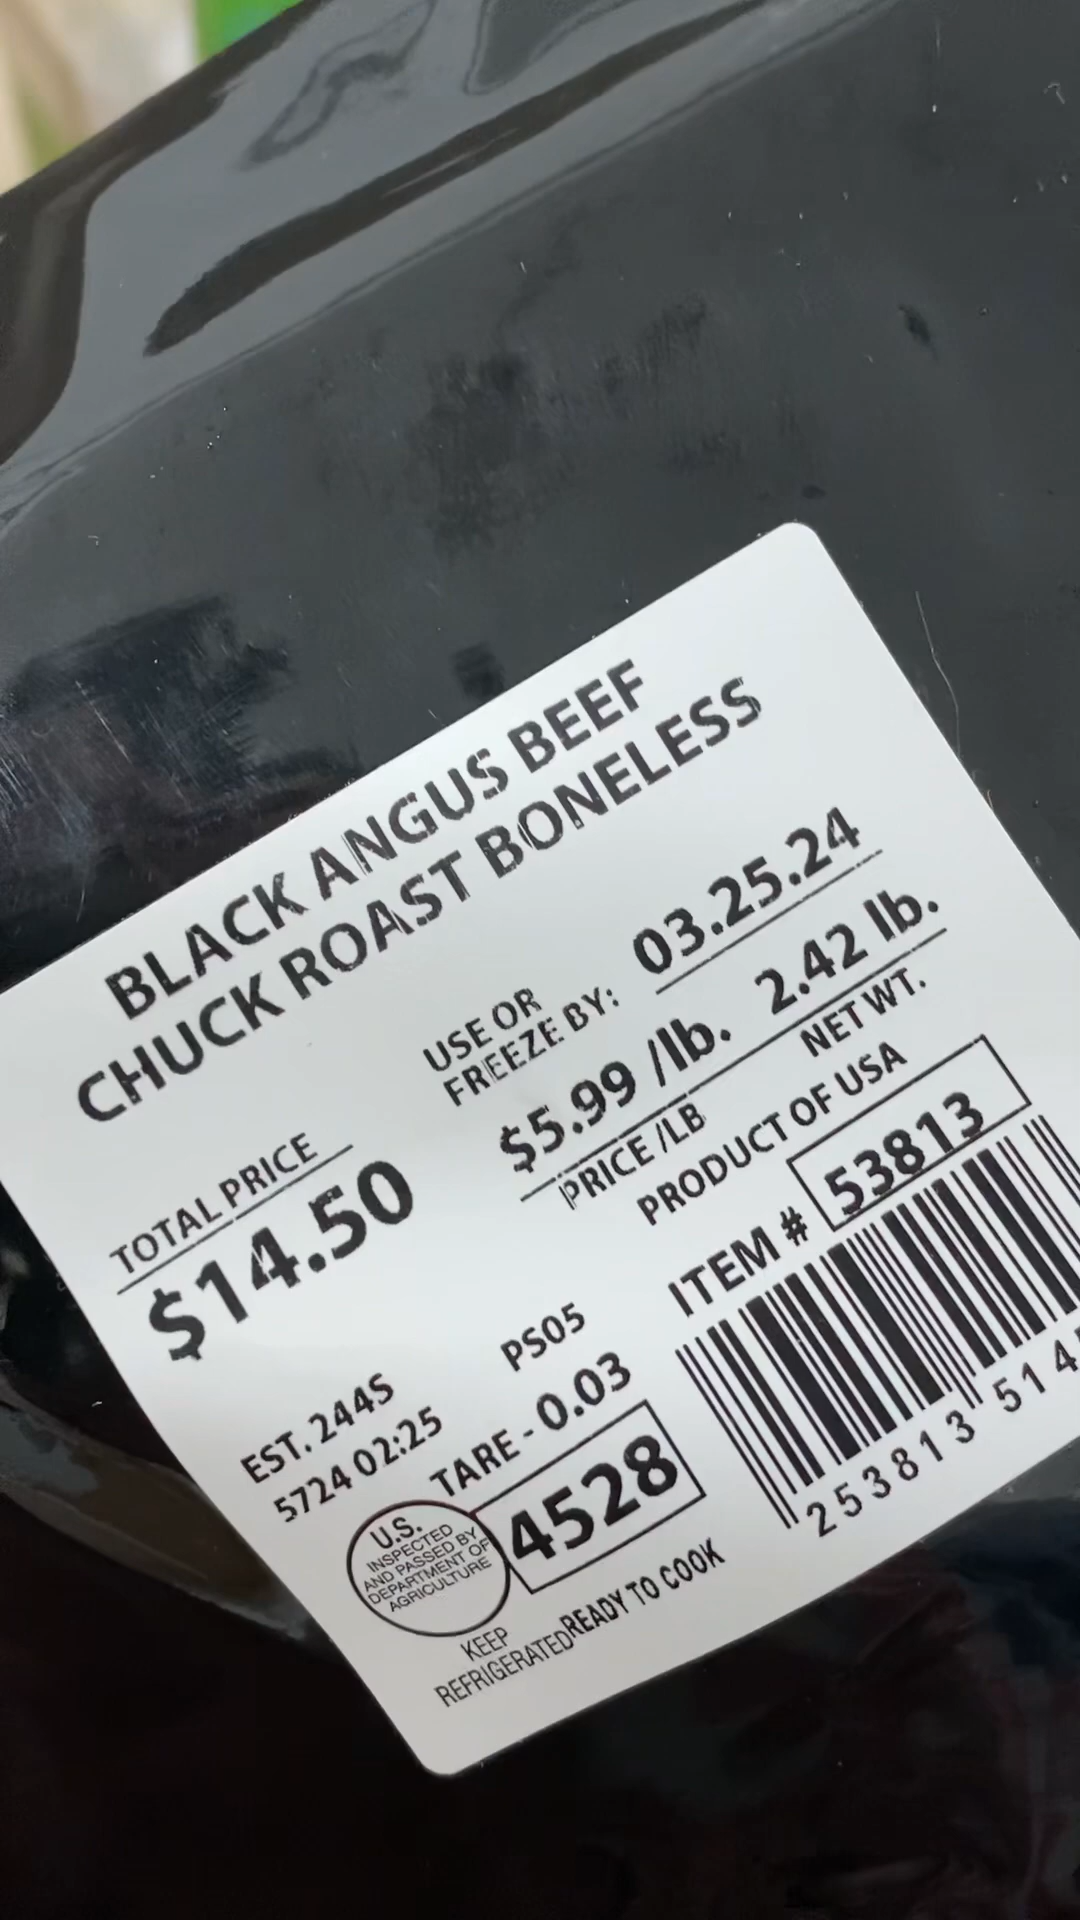 BLACK ANGUS BEEF
CHUCK ROAST BONELESS
USE OR
FREEZE BY: 03.25.24
$5.99 /lb. 2.42 lb.
PRICE /LB NET WT.
PRODUCT OF USA
TOTAL PRICE
$14.50
ITEM # 53813
253813 514
PS05
EST. 244S
5724 02:25
TARE - 0.03
4528
U.S.
INSPECTED
AND PASSED BY
DEPARTMENT OF
AGRICULTURE
KEEP
REFRIGERATED
READY TO COOK